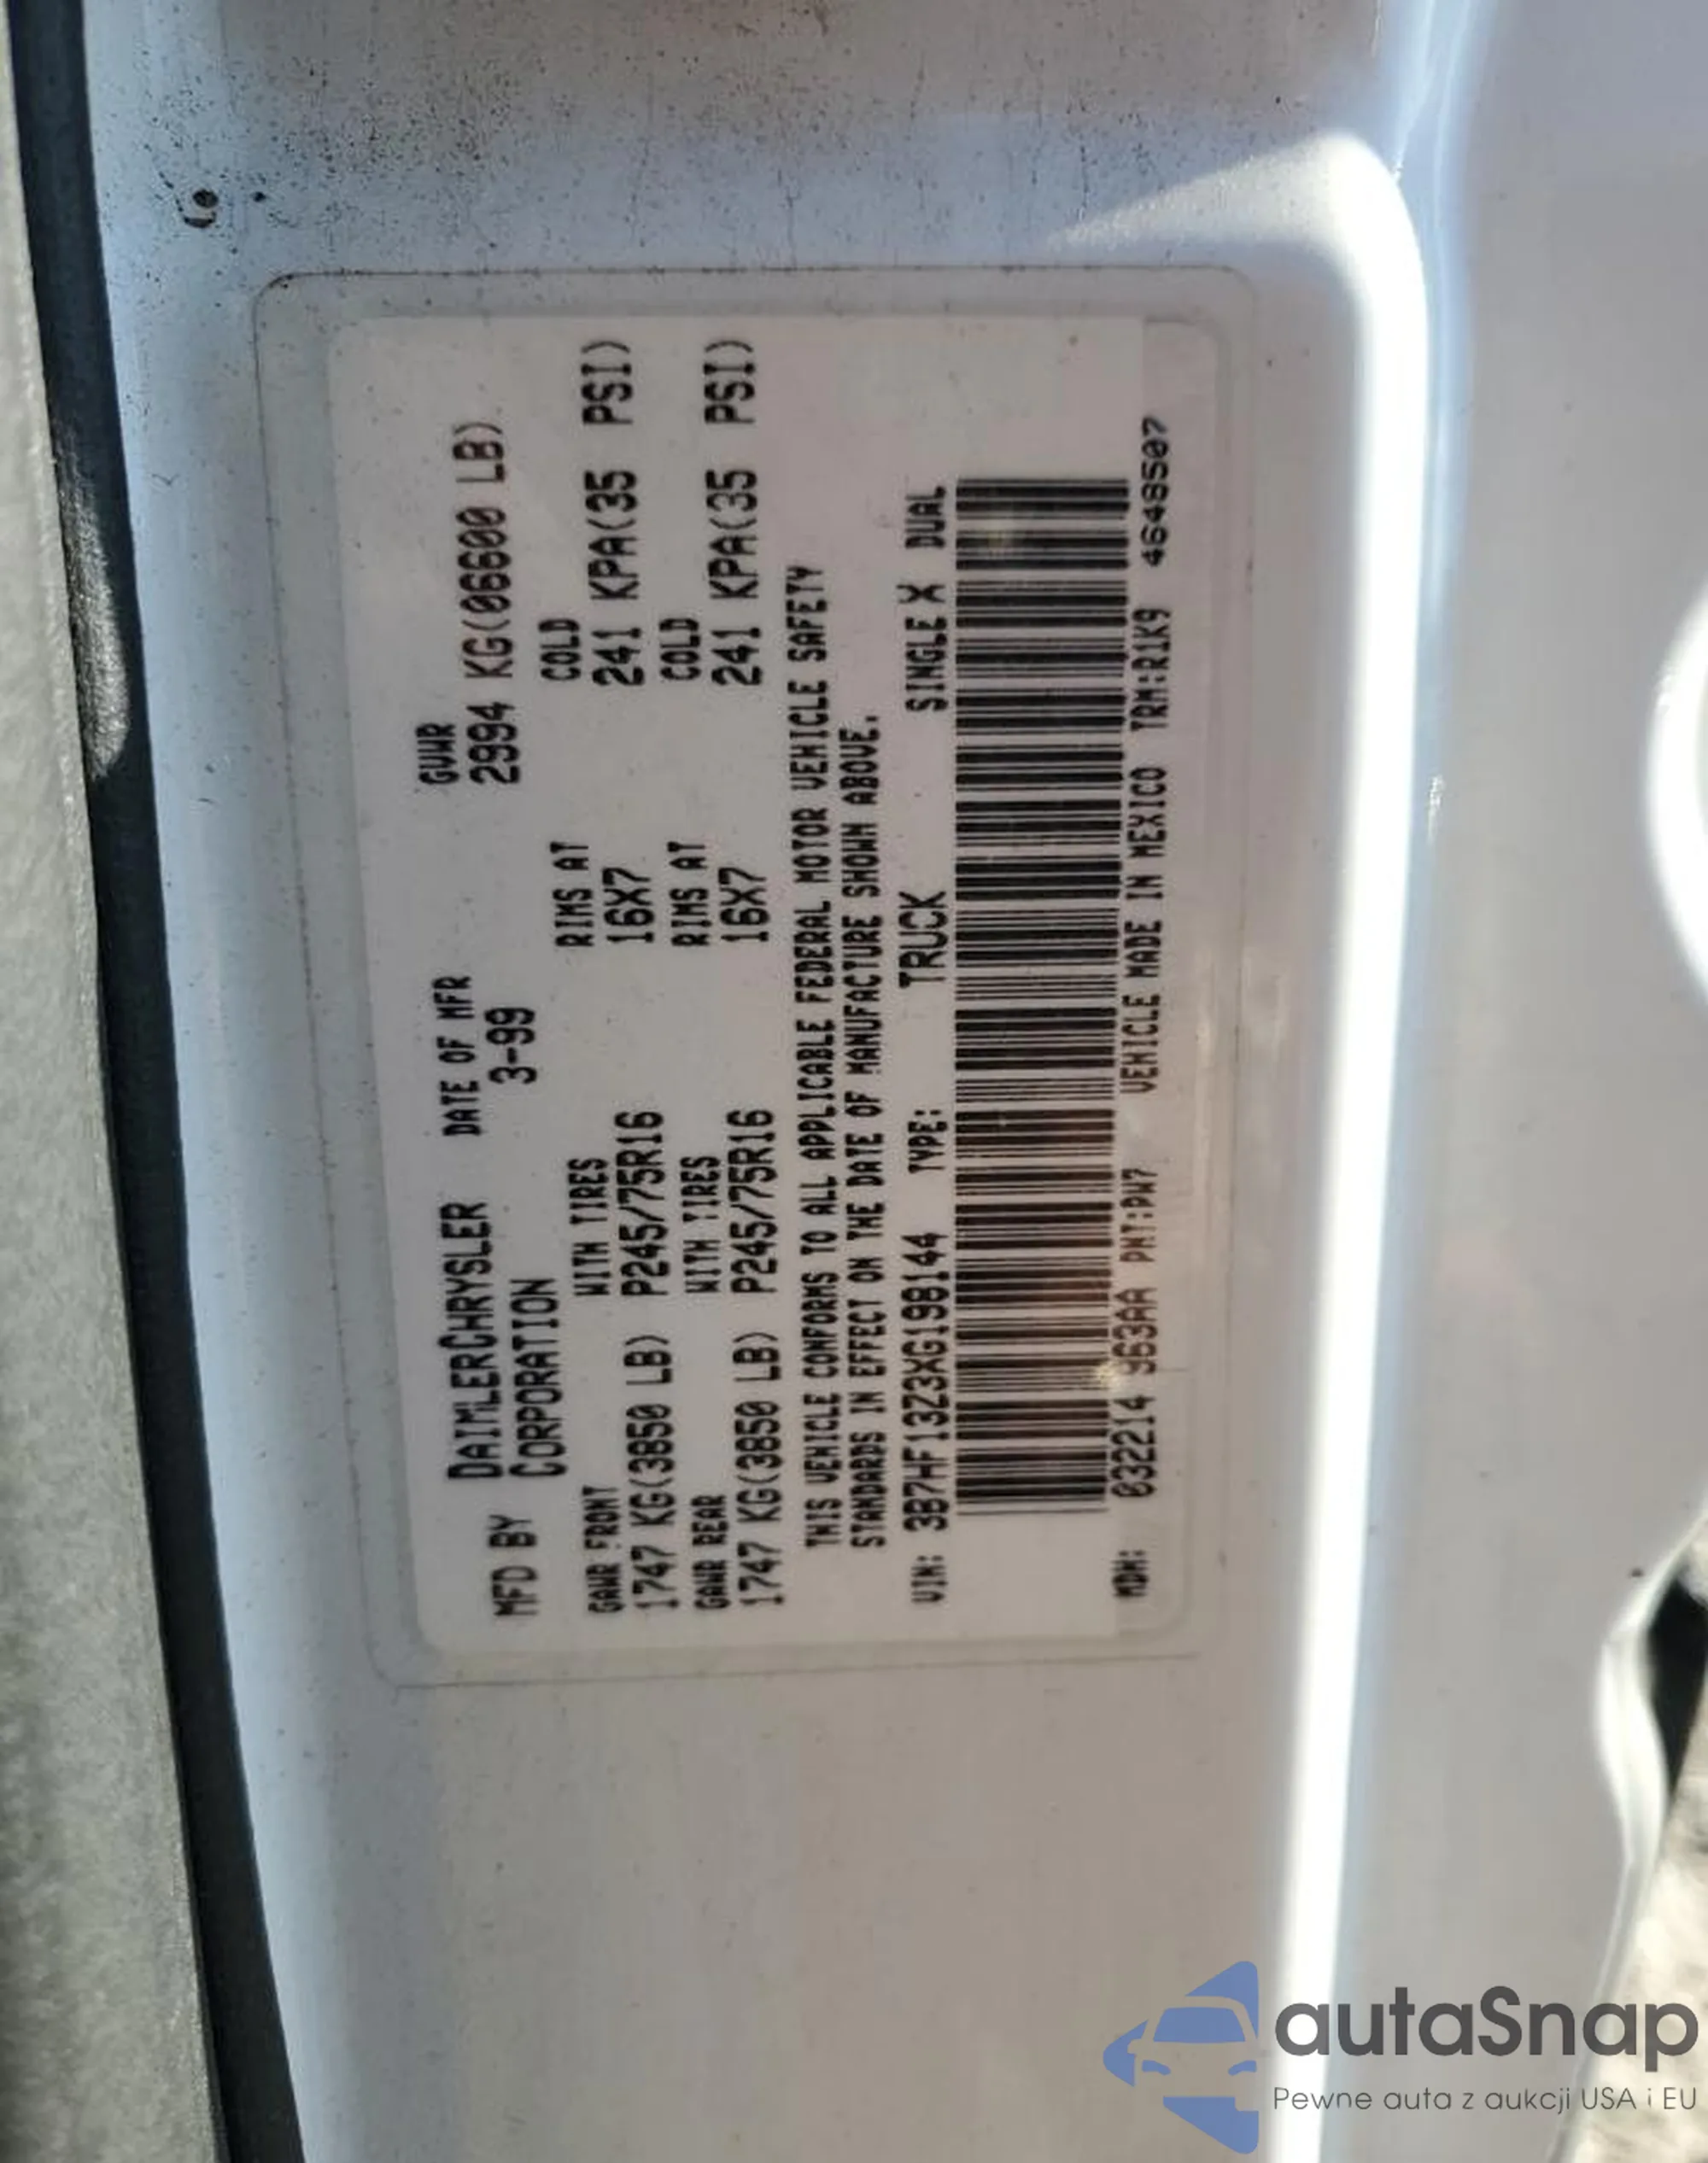 MFD BY DAIMLERCHRYSLER CORPORATION DATE OF MFR 3-99 GVWR 2994 KG(06600 LB)
GAWR FRONT WITH TIRES RIMS AT COLD
1747 KG(3850 LB) P245/75R16 16X7 241 KPA(35 PSI)
GAWR REAR WITH TIRES RIMS AT COLD
1747 KG(3850 LB) P245/75R16 16X7 241 KPA(35 PSI)
THIS VEHICLE CONFORMS TO ALL APPLICABLE FEDERAL MOTOR VEHICLE SAFETY
STANDARDS IN EFFECT ON THE DATE OF MANUFACTURE SHOWN ABOVE.
VIN: 3B7HF13Z3XG198144 TYPE: TRUCK SINGLE X DUAL
MDH: 032214 963AA PNT:PW7 VEHICLE MADE IN MEXICO TRM:R1K9 4648507
autaSnap
Pewne auta z aukcji USA i EU